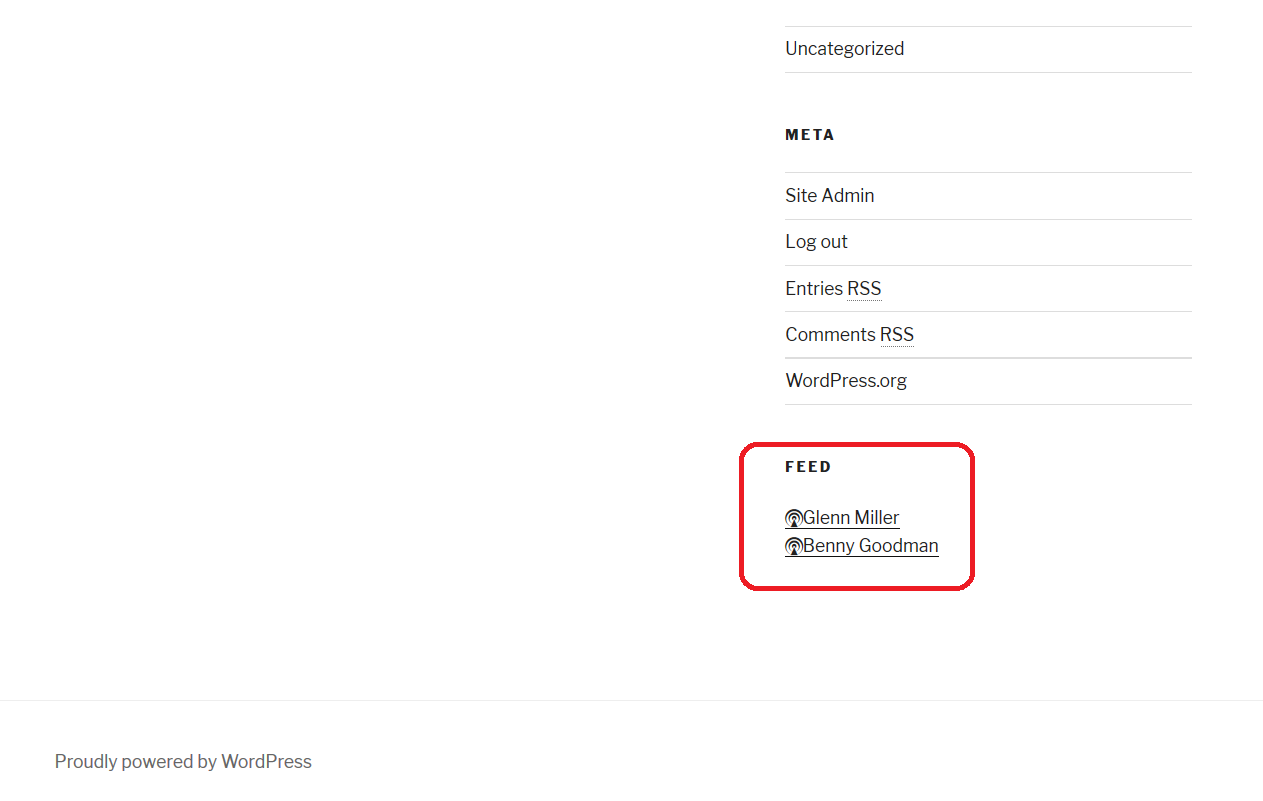 Uncategorized
META
Site Admin
Log out
Entries RSS
Comments RSS
WordPress.org
FEED
Glenn Miller
Benny Goodman
Proudly powered by WordPress